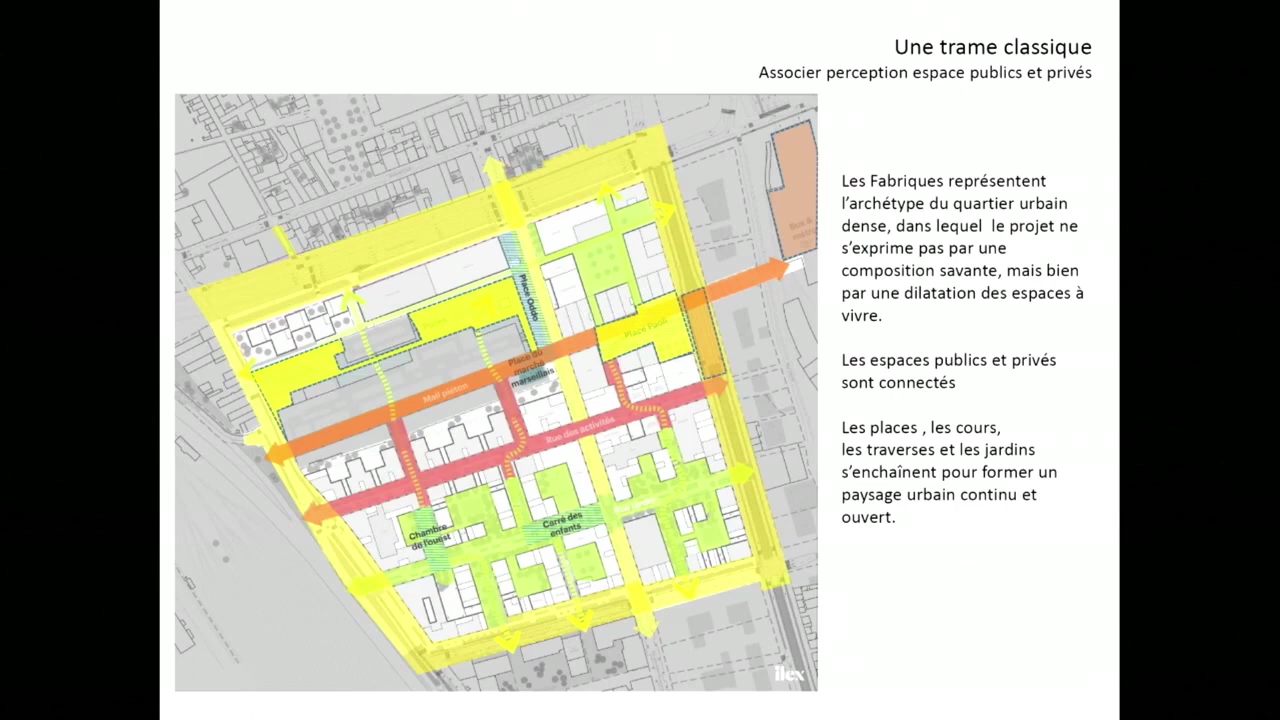 Une trame classique
Associer perception espace publics et privés
Les Fabriques représentent
l'archétype du quartier urbain
dense, dans lequel le projet ne
s'exprime pas par une
composition savante, mais bien
par une dilatation des espaces à
vivre.
Les espaces publics et privés
sont connectés
Les places , les cours,
les traverses et les jardins
s'enchaînent pour former un
paysage urbain continu et
ouvert.
Place Oddo
Place Paoli
Place du
marché
marseillais
Mail piéton
Rue des activités
Chambre
de l'ouest
Carré des
enfants
ilex